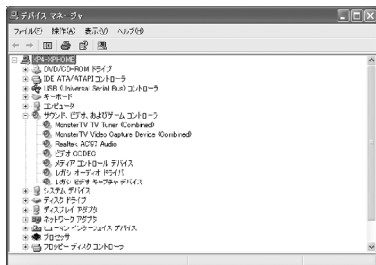 デバイス マネージャ
ファイル(F) 操作(A) 表示(V) ヘルプ(H)
XP4-XPHOME
DVD/CD-ROM ドライブ
IDE ATA/ATAPI コントローラ
USB (Universal Serial Bus) コントローラ
キーボード
コンピュータ
サウンド、ビデオ、およびゲーム コントローラ
MonsterTV TV Tuner (Combined)
MonsterTV Video Capture Device (Combined)
Realtek AC'97 Audio
ビデオ CODEC
メディア コントロール デバイス
レガシ オーディオ ドライバ
レガシ ビデオ キャプチャ デバイス
システム デバイス
ディスク ドライブ
ディスプレイ アダプタ
ネットワーク アダプタ
ヒューマン インターフェイス デバイス
プロセッサ
フロッピー ディスク コントローラ